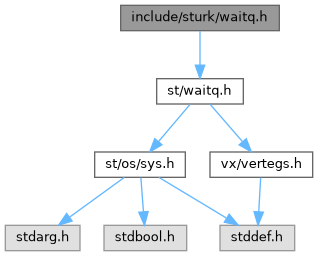 include/sturk/waitq.h
st/waitq.h
st/os/sys.h
vx/vertegs.h
stdarg.h
stdbool.h
stddef.h